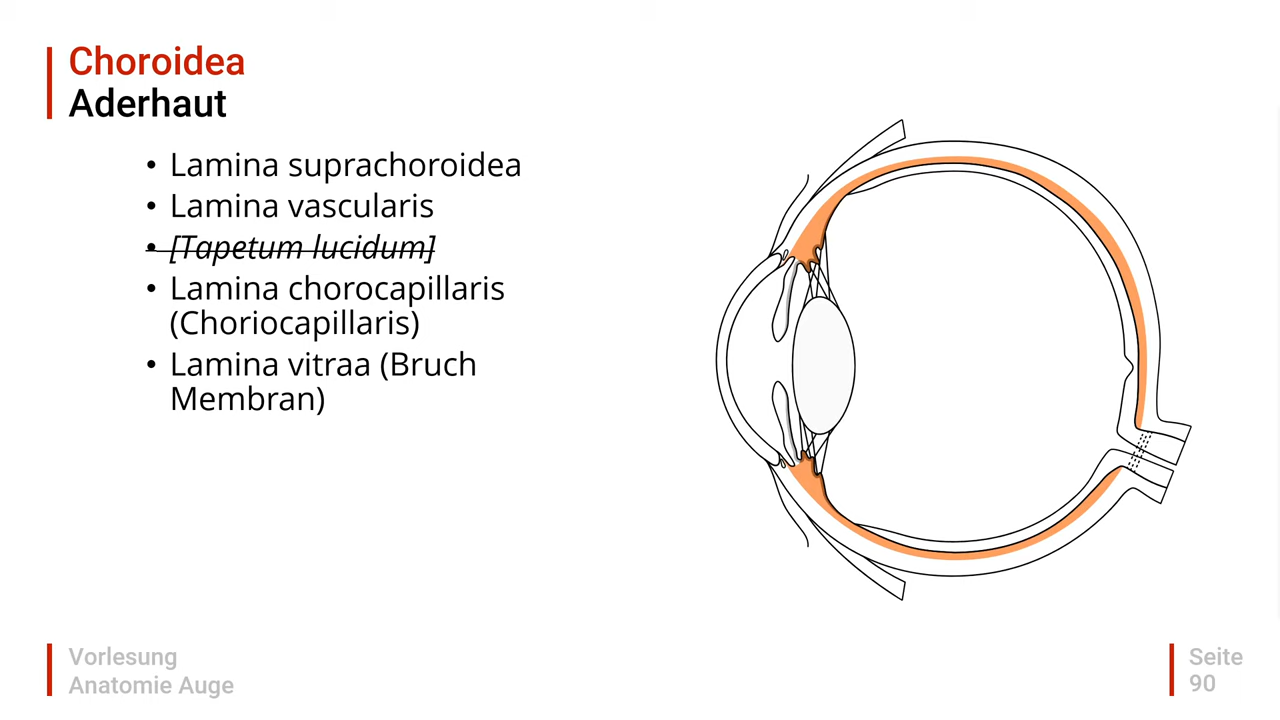 Choroidea
Aderhaut
• Lamina suprachoroidea
• Lamina vascularis
• [Tapetum lucidum]
• Lamina chorocapillaris
(Choriocapillaris)
• Lamina vitraa (Bruch
Membran)
Vorlesung
Anatomie Auge
Seite
90